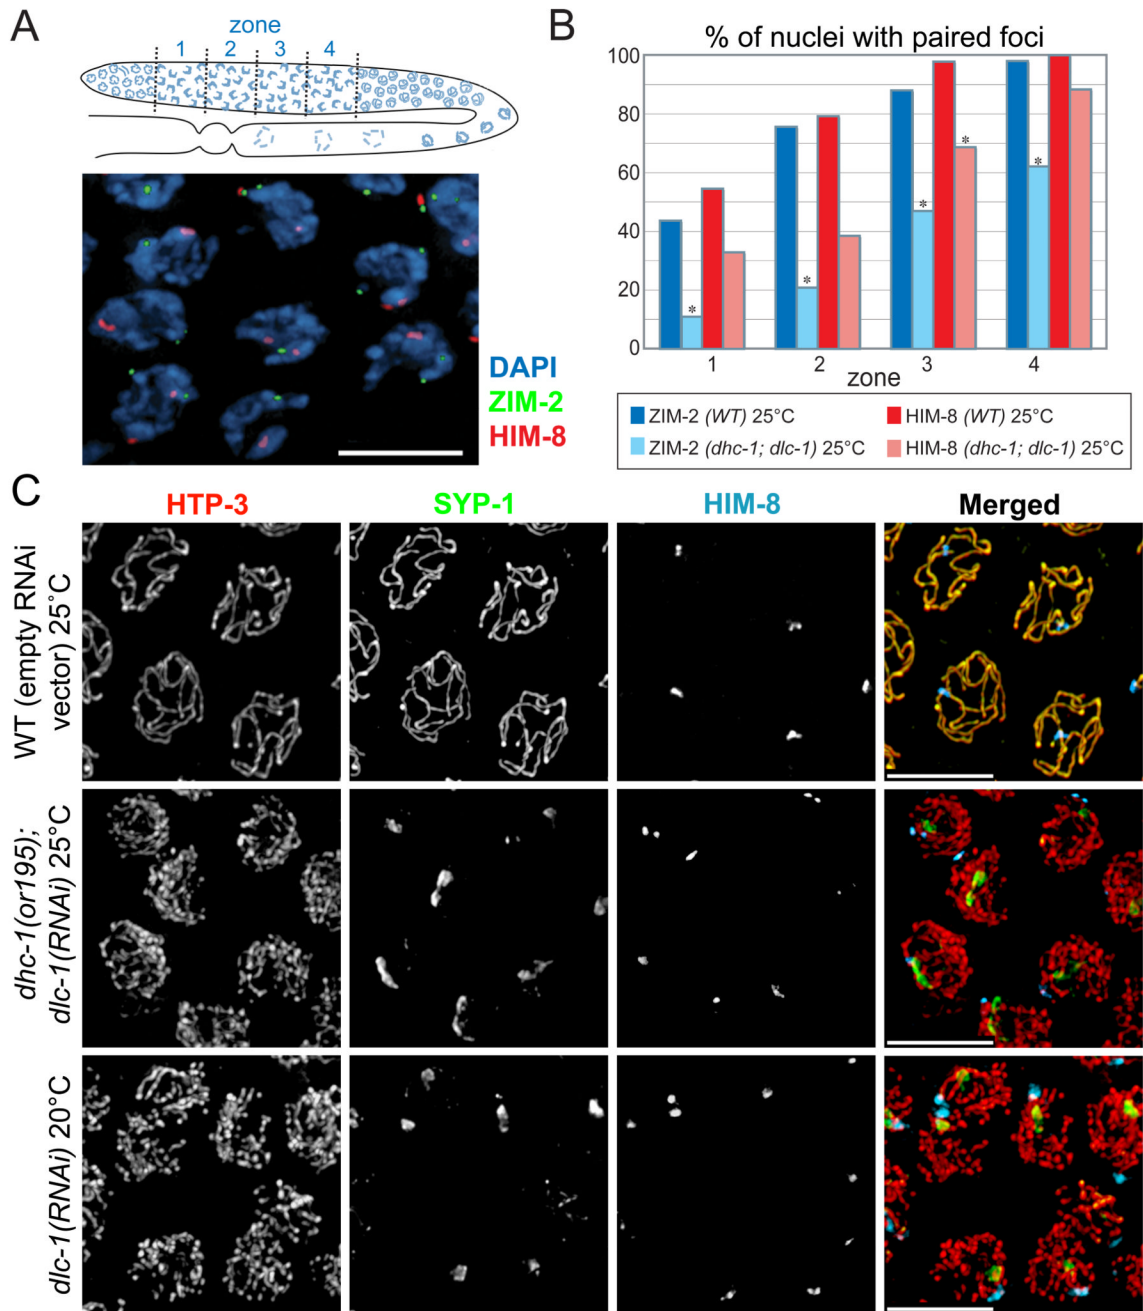 A
zone
1 2 3 4
DAPI
ZIM-2
HIM-8
B
% of nuclei with paired foci
100
80
60
40
20
0
* * * * * *
1 2 3 4
zone
ZIM-2 (WT) 25°C
HIM-8 (WT) 25°C
ZIM-2 (dhc-1; dlc-1) 25°C
HIM-8 (dhc-1; dlc-1) 25°C
C
HTP-3 SYP-1 HIM-8 Merged
WT (empty RNAi
vector) 25°C
dhc-1(or195);
dlc-1(RNAi) 25°C
dlc-1(RNAi) 20°C